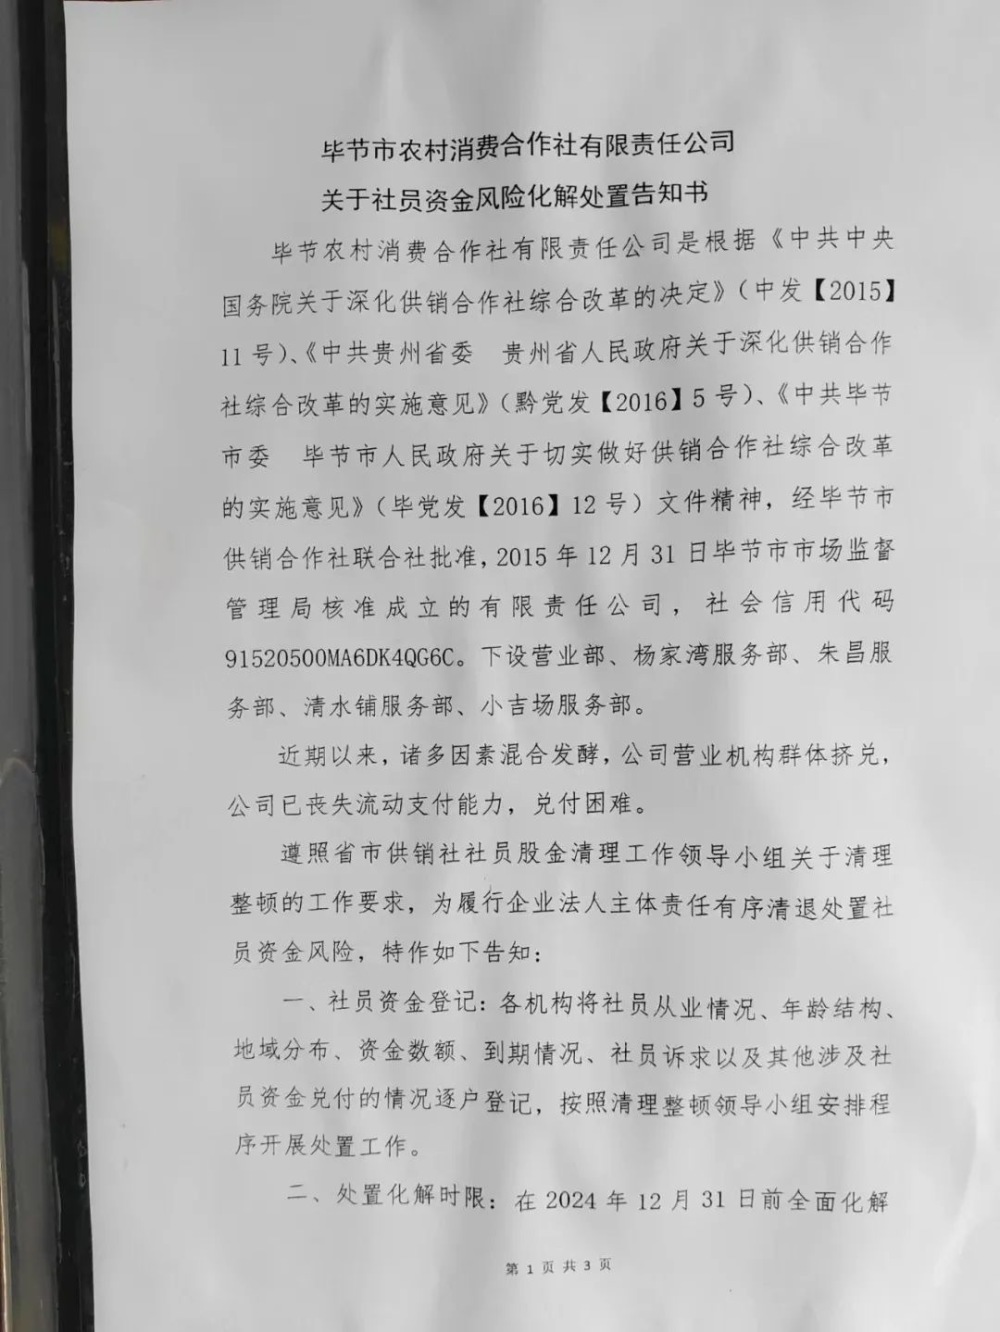 毕节市农村消费合作社有限责任公司
关于社员资金风险化解处置告知书
毕节农村消费合作社有限责任公司是根据《中共中央
国务院关于深化供销合作社综合改革的决定》（中发【2015】
11号）、《中共贵州省委　贵州省人民政府关于深化供销合作
社综合改革的实施意见》（黔党发【2016】5号）、《中共毕节
市委　毕节市人民政府关于切实做好供销合作社综合改革
的实施意见》（毕党发【2016】12号）文件精神，经毕节市
供销合作社联合社批准，2015年12月31日毕节市市场监督
管理局核准成立的有限责任公司，社会信用代码
91520500MA6DK4QG6C。下设营业部、杨家湾服务部、朱昌服
务部、清水铺服务部、小吉场服务部。
近期以来，诸多因素混合发酵，公司营业机构群体挤兑，
公司已丧失流动支付能力，兑付困难。
遵照省市供销社社员股金清理工作领导小组关于清理
整顿的工作要求，为履行企业法人主体责任有序清退处置社
员资金风险，特作如下告知：
一、社员资金登记：各机构将社员从业情况、年龄结构、
地域分布、资金数额、到期情况、社员诉求以及其他涉及社
员资金兑付的情况逐户登记，按照清理整顿领导小组安排程
序开展处置工作。
二、处置化解时限：在2024年12月31日前全面化解
第1页共3页